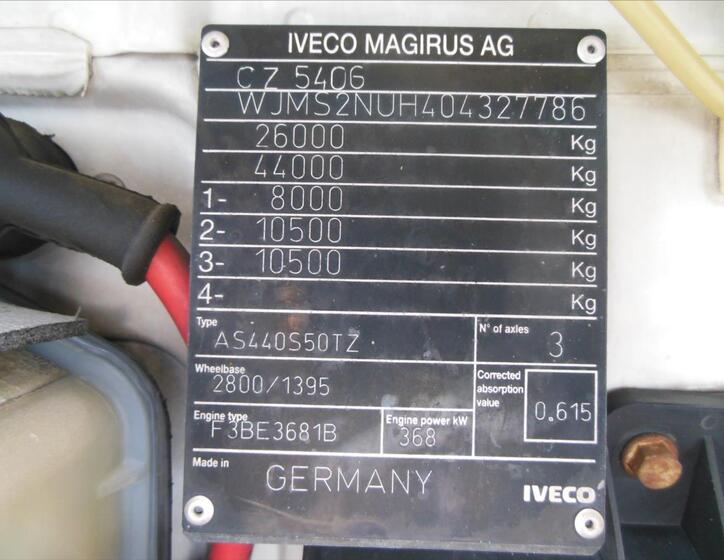 IVECO MAGIRUS AG
CZ 5406
WJMS2NUH404327786
26000 Kg
44000 Kg
1- 8000 Kg
2- 10500 Kg
3- 10500 Kg
4- Kg
Type AS440S50TZ N° of axles 3
Wheelbase 2800/1395 Corrected absorption value 0.615
Engine type F3BE3681B Engine power kW 368
Made in GERMANY IVECO